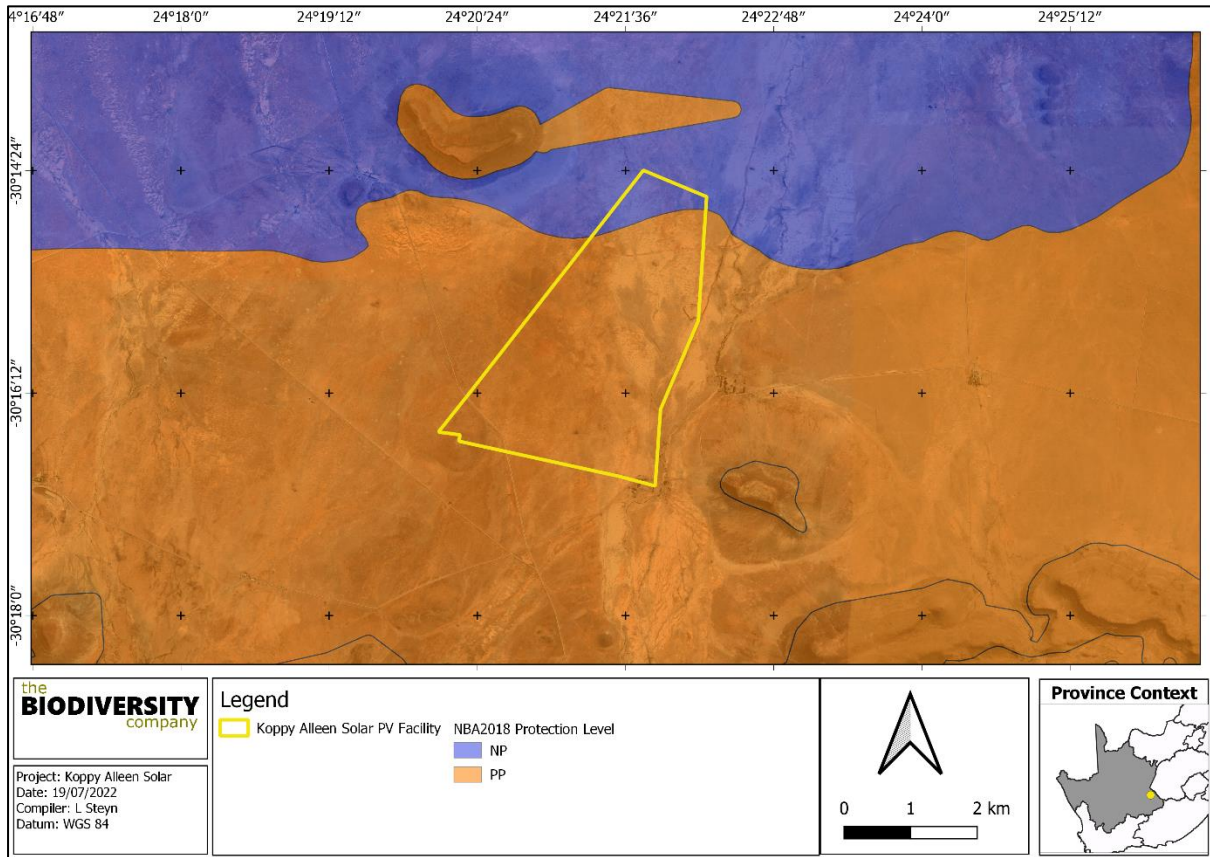 4°16'48" 24°18'0" 24°19'12" 24°20'24" 24°21'36" 24°22'48" 24°24'0" 24°25'12"
-30°14'24"
-30°16'12"
-30°18'0"
the
BIODIVERSITY
company
Project: Koppy Alleen Solar
Date: 19/07/2022
Compiler: L Steyn
Datum: WGS 84
Legend
Koppy Alleen Solar PV Facility
NBA2018 Protection Level
NP
PP
0 1 2 km
Province Context